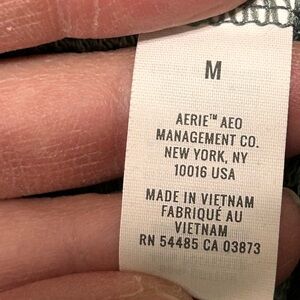 M
AERIE™ AEO
MANAGEMENT CO.
NEW YORK, NY
10016 USA
MADE IN VIETNAM
FABRIQUÉ AU
VIETNAM
RN 54485 CA 03873